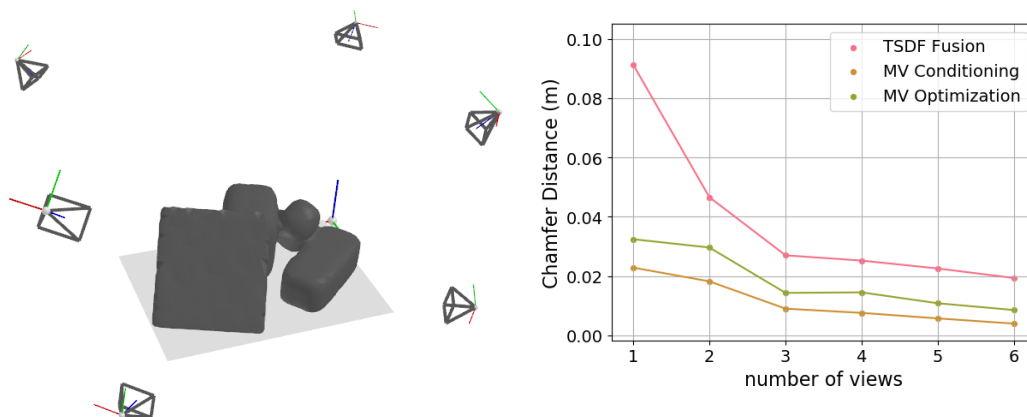 TSDF Fusion
MV Conditioning
MV Optimization
Chamfer Distance (m)
0.10
0.08
0.06
0.04
0.02
0.00
1 2 3 4 5 6
number of views